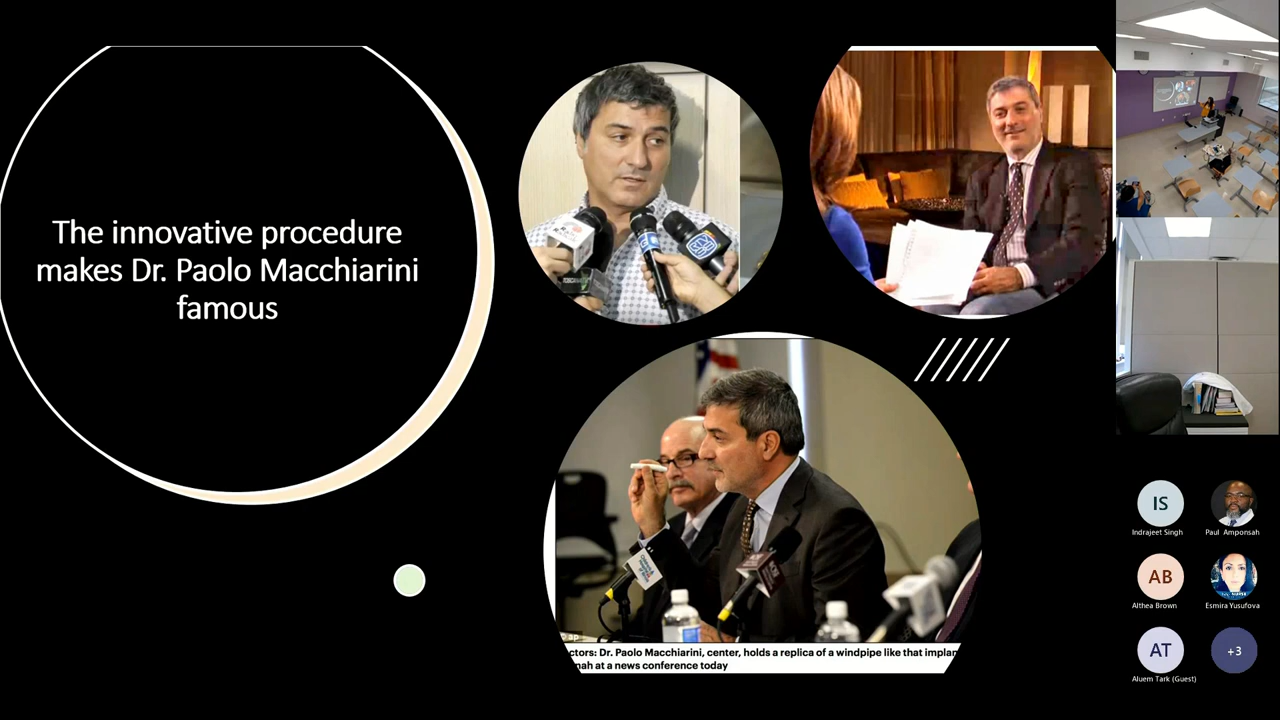 The innovative procedure
makes Dr. Paolo Macchiarini
famous
ctors: Dr. Paolo Macchiarini, center, holds a replica of a windpipe like that implan
nah at a news conference today
IS
Indrajeet Singh
Paul Amponsah
AB
Althea Brown
Esmira Yusufova
AT
Aluem Tark (Guest)
+3